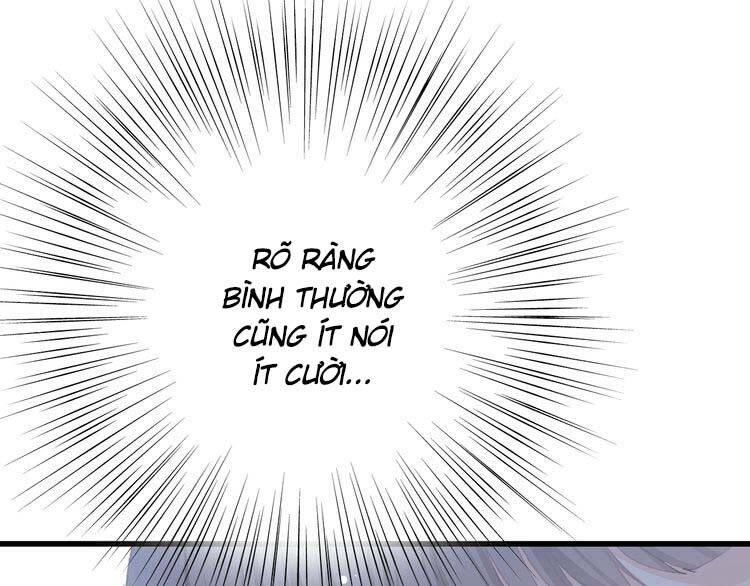 RÕ RÀNG
BÌNH THƯỜNG
CŨNG ÍT NÓI
ÍT CƯỜI...